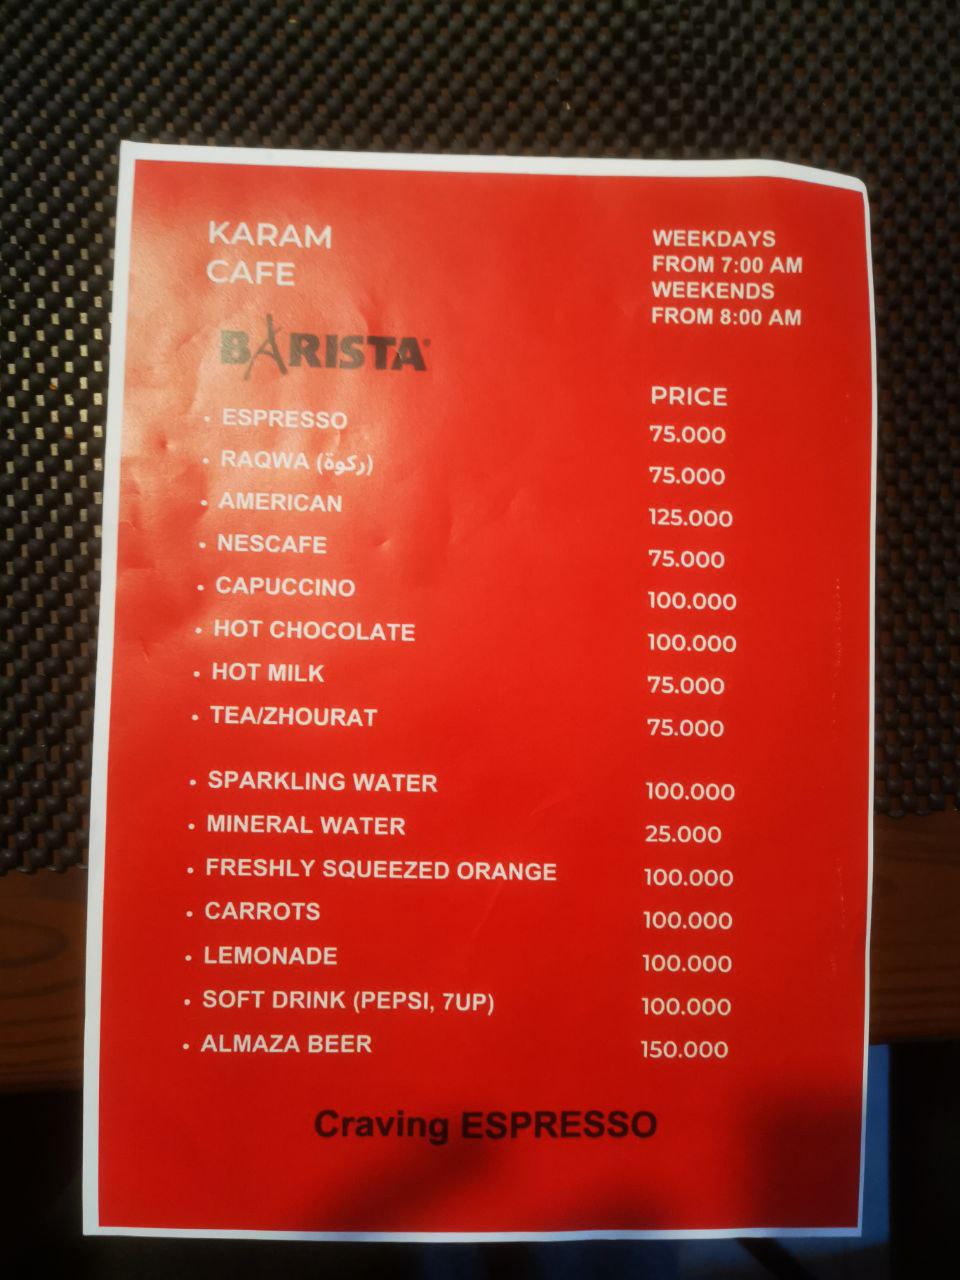 KARAM
CAFE
WEEKDAYS
FROM 7:00 AM
WEEKENDS
FROM 8:00 AM
BARISTA®
PRICE
• ESPRESSO 75.000
• RAQWA (ركوة) 75.000
• AMERICAN 125.000
• NESCAFE 75.000
• CAPUCCINO 100.000
• HOT CHOCOLATE 100.000
• HOT MILK 75.000
• TEA/ZHOURAT 75.000
• SPARKLING WATER 100.000
• MINERAL WATER 25.000
• FRESHLY SQUEEZED ORANGE 100.000
• CARROTS 100.000
• LEMONADE 100.000
• SOFT DRINK (PEPSI, 7UP) 100.000
• ALMAZA BEER 150.000
Craving ESPRESSO